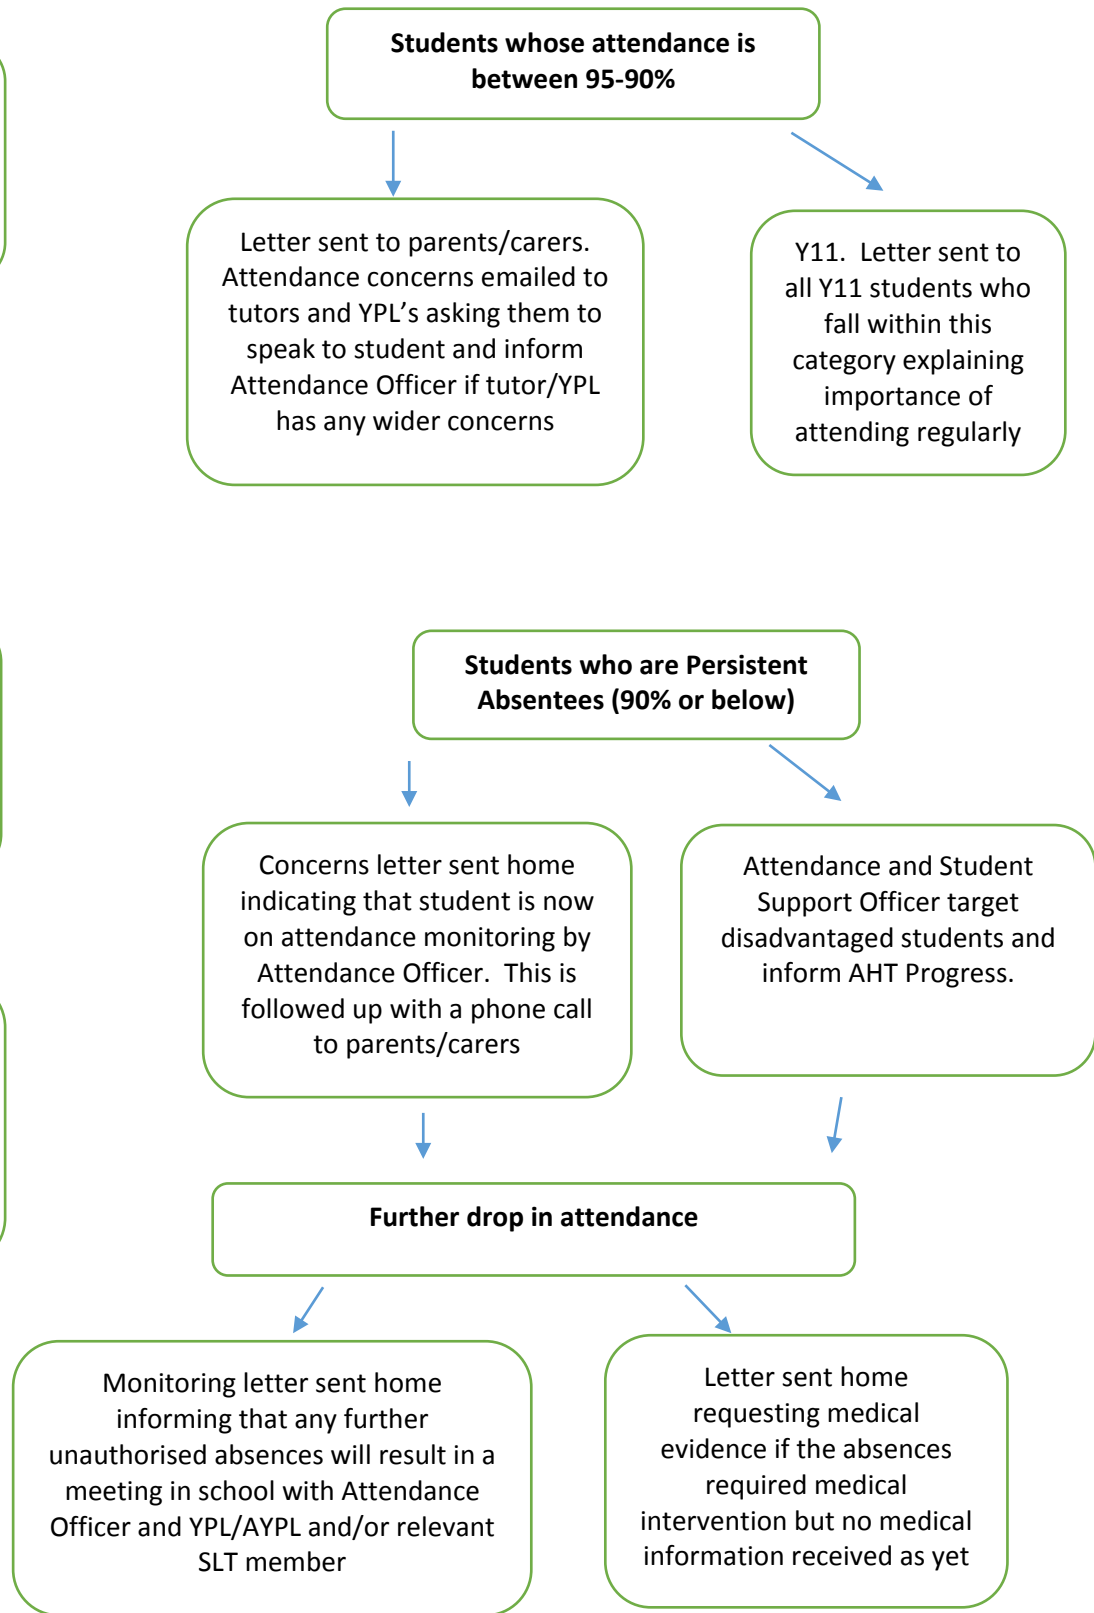 Students whose attendance is
between 95-90%
Letter sent to parents/carers.
Attendance concerns emailed to
tutors and YPL’s asking them to
speak to student and inform
Attendance Officer if tutor/YPL
has any wider concerns
Y11.  Letter sent to
all Y11 students who
fall within this
category explaining
importance of
attending regularly
Students who are Persistent
Absentees (90% or below)
Concerns letter sent home
indicating that student is now
on attendance monitoring by
Attendance Officer.  This is
followed up with a phone call
to parents/carers
Attendance and Student
Support Officer target
disadvantaged students and
inform AHT Progress.
Further drop in attendance
Monitoring letter sent home
informing that any further
unauthorised absences will result in a
meeting in school with Attendance
Officer and YPL/AYPL and/or relevant
SLT member
Letter sent home
requesting medical
evidence if the absences
required medical
intervention but no medical
information received as yet